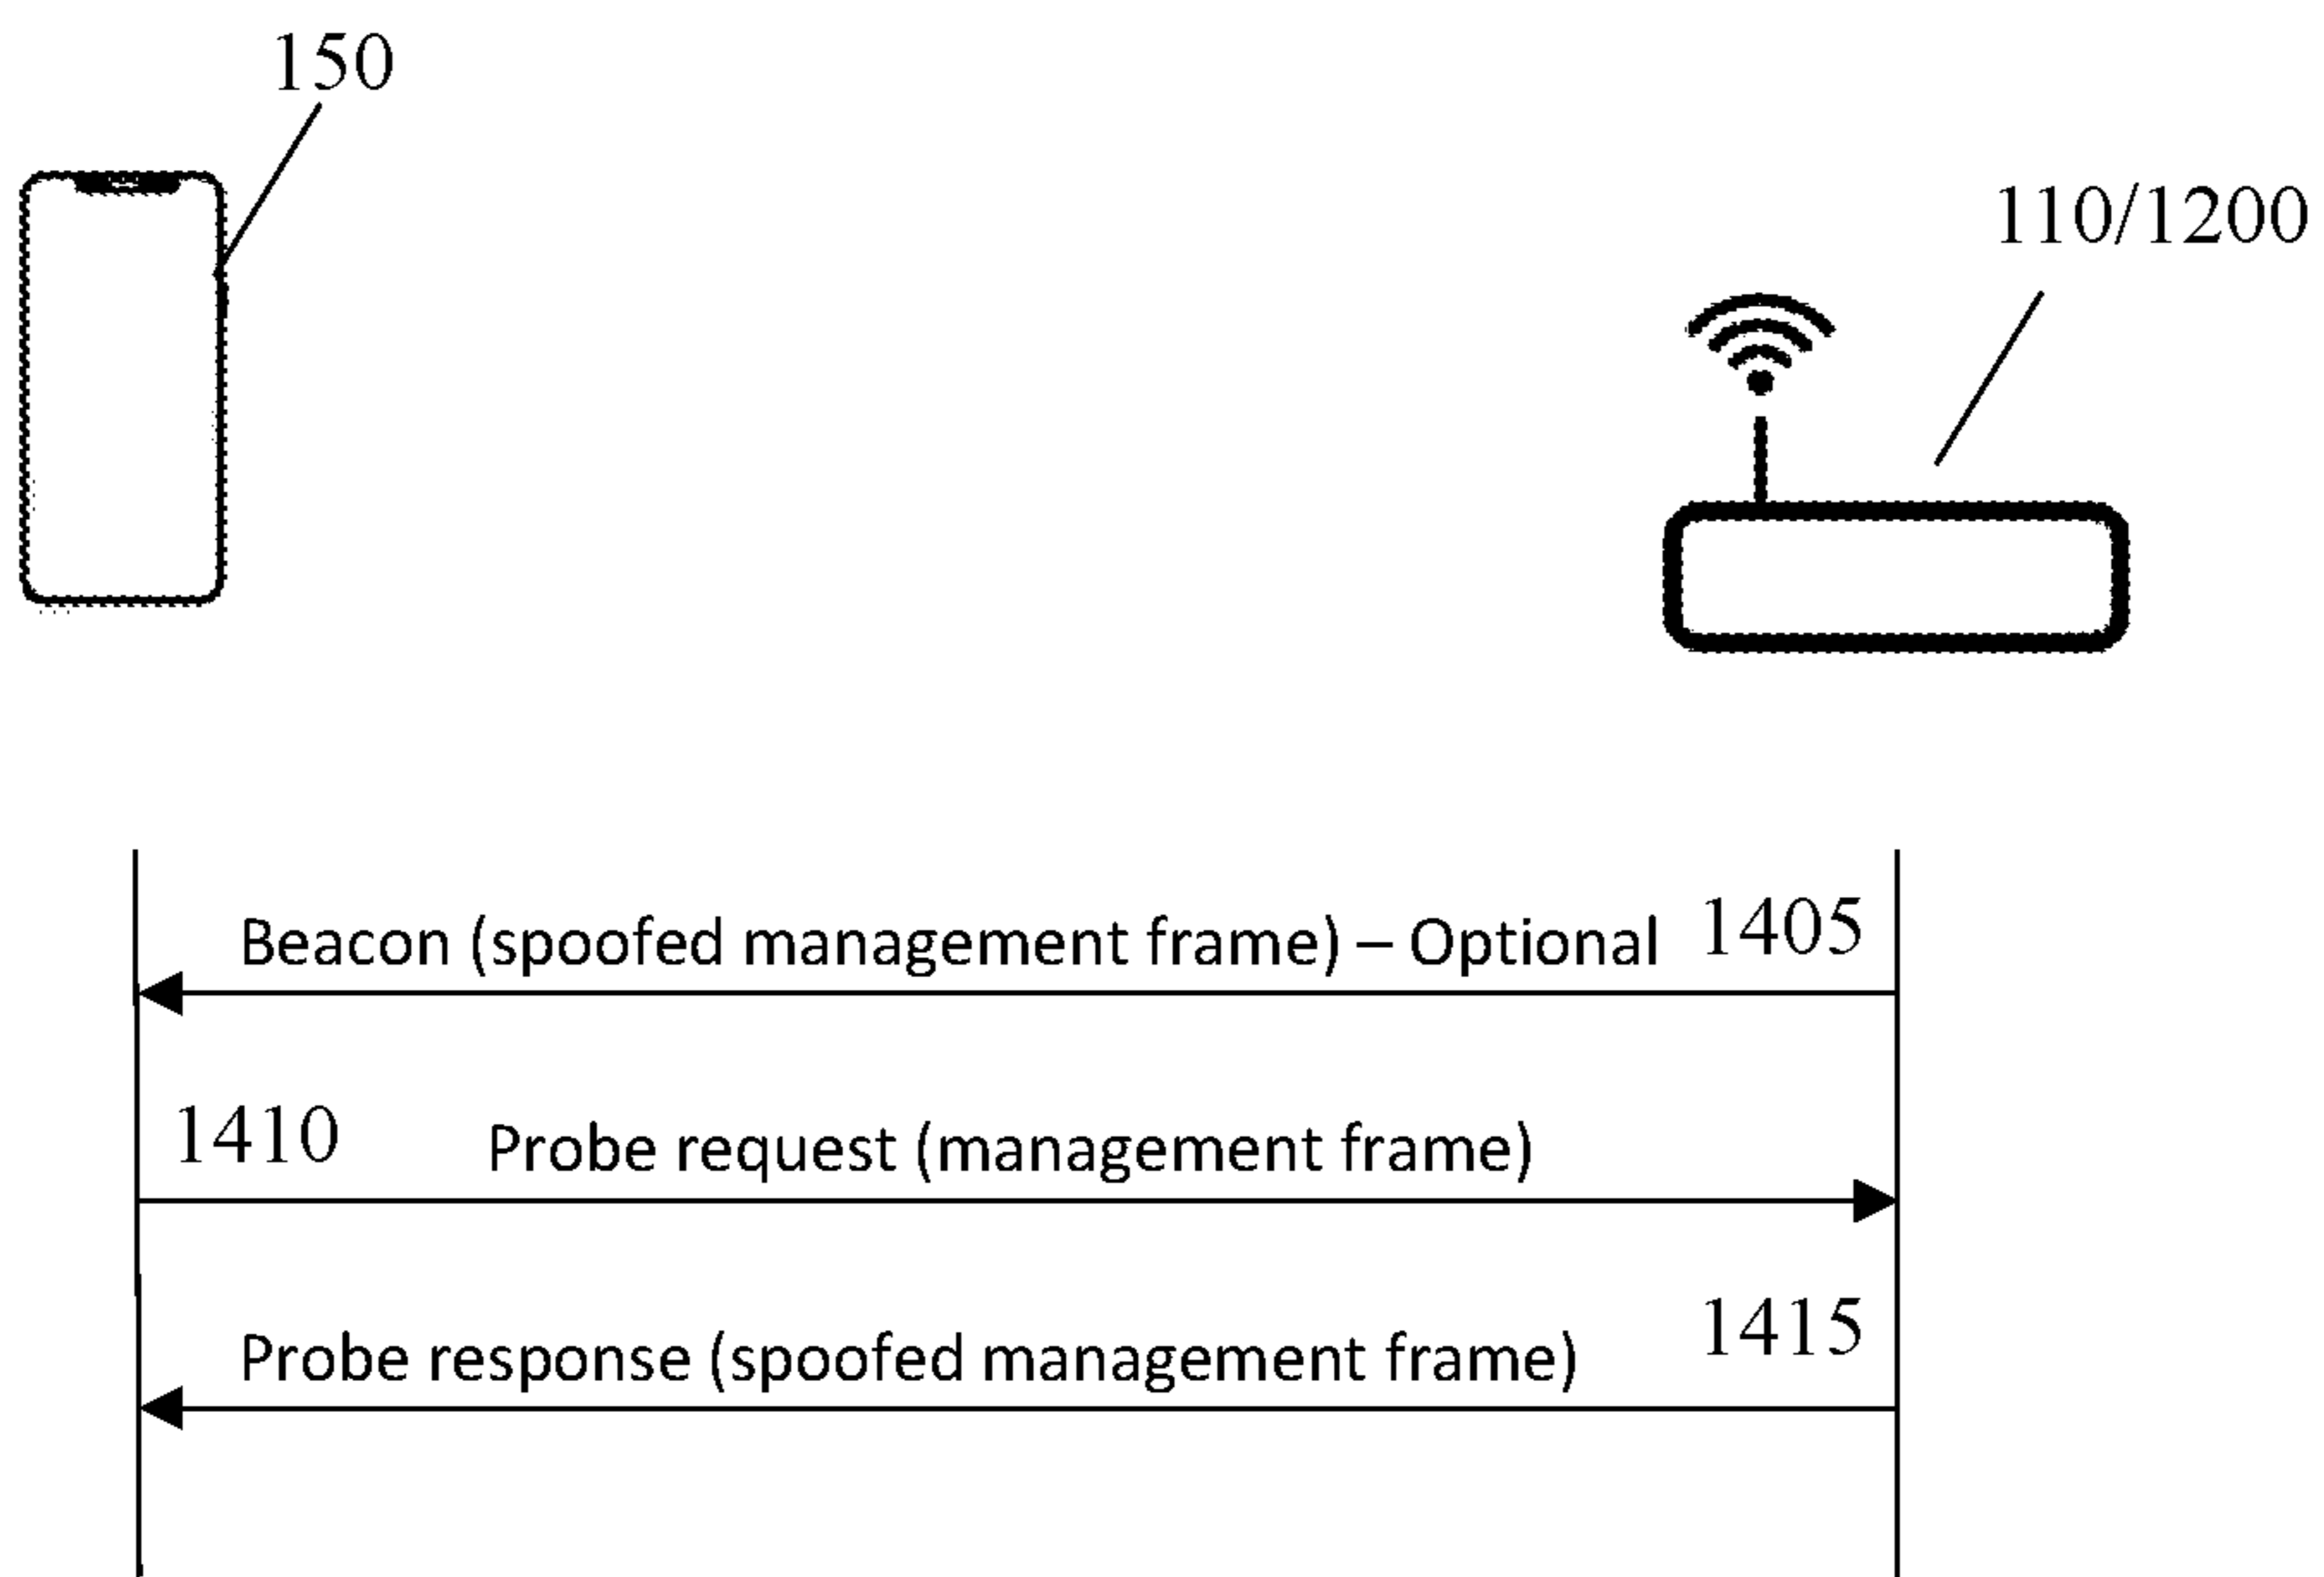 150
110/1200
Beacon (spoofed management frame) – Optional 1405
1410 Probe request (management frame)
Probe response (spoofed management frame) 1415